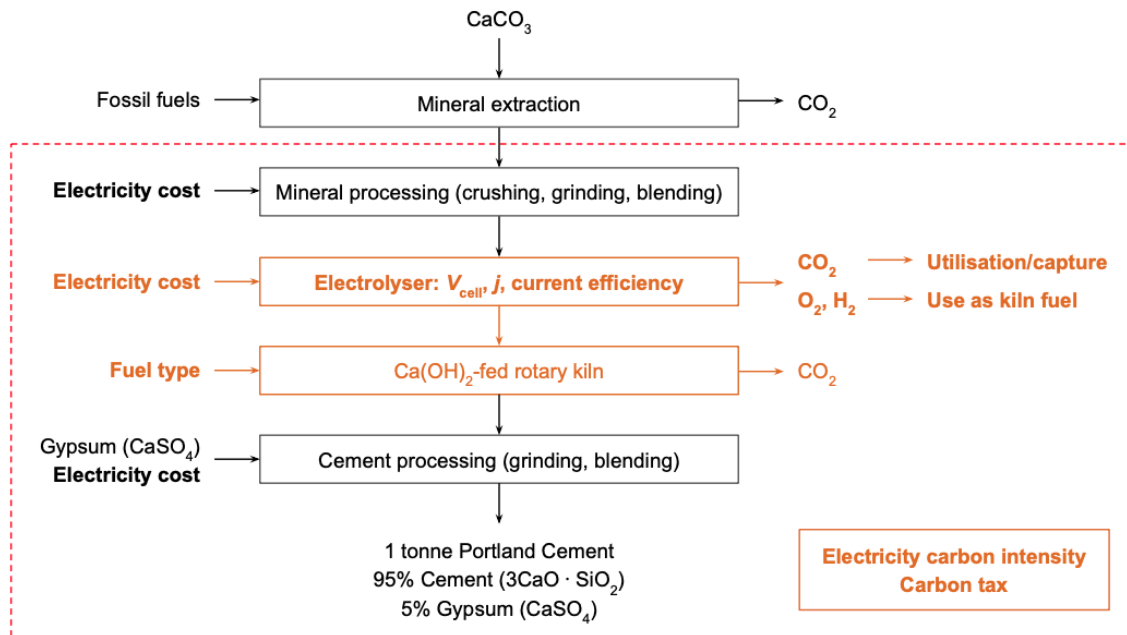 CaCO₃
Fossil fuels
Mineral extraction
CO₂
Electricity cost
Mineral processing (crushing, grinding, blending)
Electricity cost
Electrolyser: V_cell, j, current efficiency
CO₂
Utilisation/capture
O₂, H₂
Use as kiln fuel
Fuel type
Ca(OH)₂-fed rotary kiln
CO₂
Gypsum (CaSO₄)
Electricity cost
Cement processing (grinding, blending)
1 tonne Portland Cement
95% Cement (3CaO · SiO₂)
5% Gypsum (CaSO₄)
Electricity carbon intensity
Carbon tax